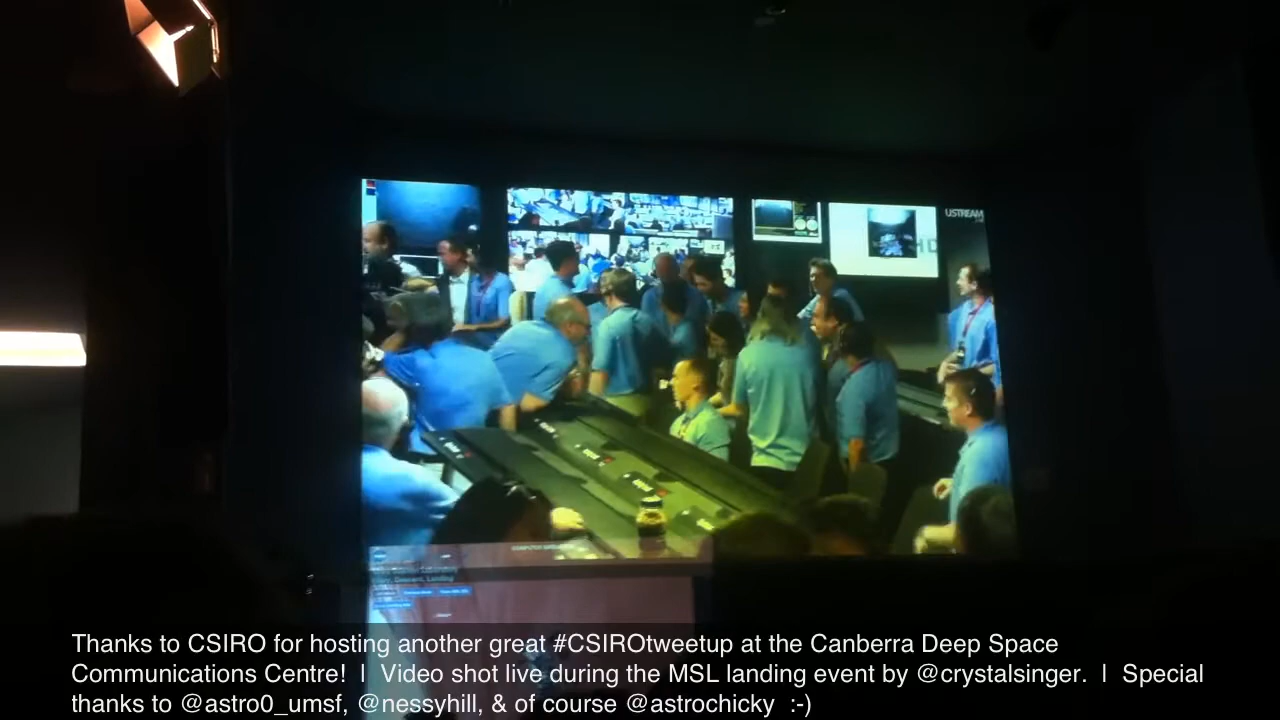 USTREAM
Thanks to CSIRO for hosting another great #CSIROtweetup at the Canberra Deep Space
Communications Centre!  |  Video shot live during the MSL landing event by @crystalsinger.  |  Special
thanks to @astro0_umsf, @nessyhill, & of course @astrochicky  :-)